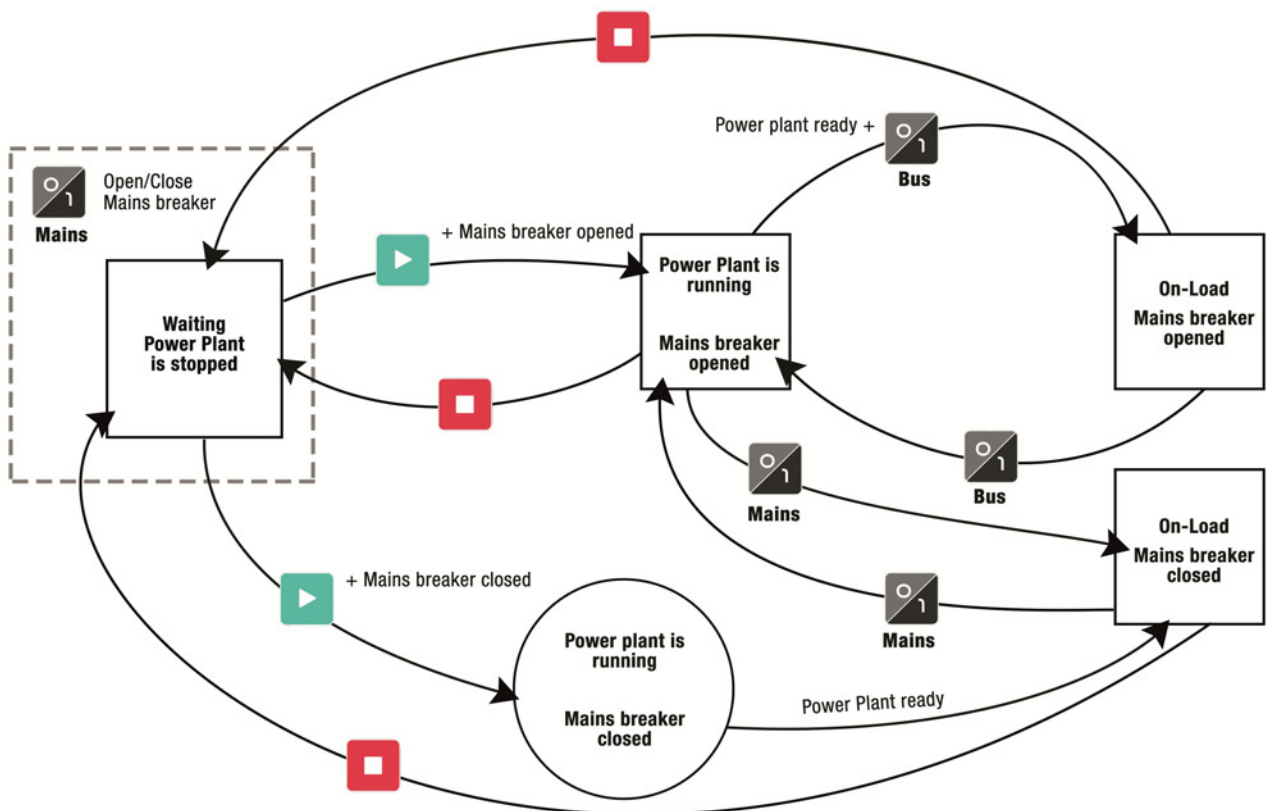 Power plant ready +
Bus
Open/Close
Mains breaker
Mains
+ Mains breaker opened
Waiting
Power Plant
is stopped
Power Plant is
running
Mains breaker
opened
On-Load
Mains breaker
opened
Bus
Mains
On-Load
Mains breaker
closed
+ Mains breaker closed
Mains
Power plant is
running
Mains breaker
closed
Power Plant ready